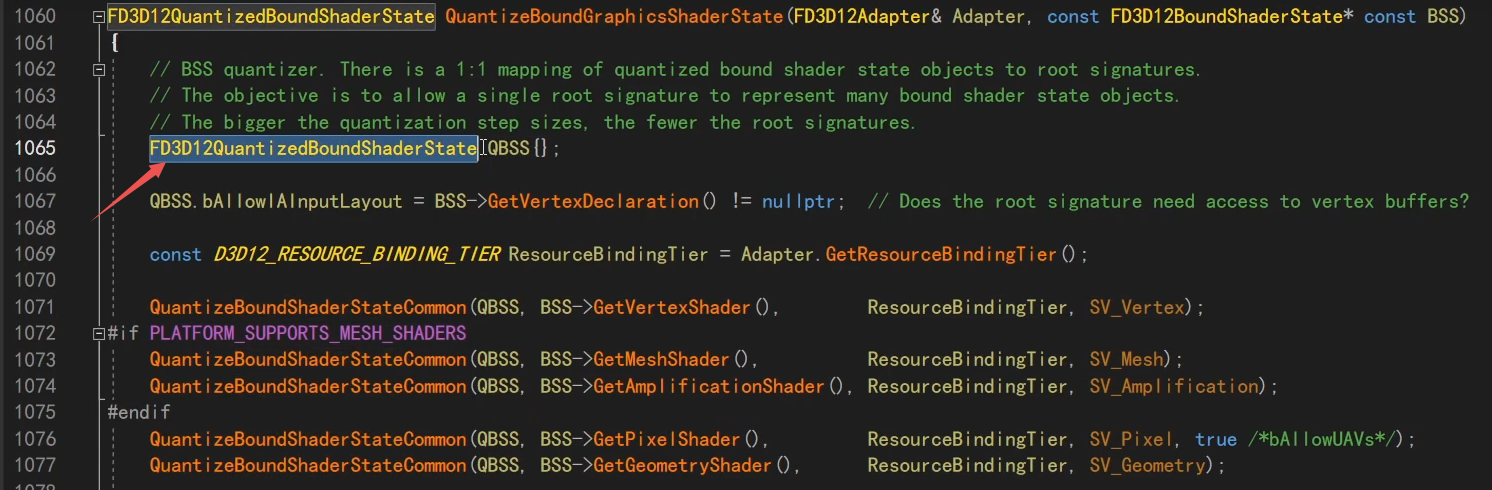 1060 FD3D12QuantizedBoundShaderState QuantizeBoundGraphicsShaderState(FD3D12Adapter& Adapter, const FD3D12BoundShaderState* const BSS)
1061 {
1062 // BSS quantizer. There is a 1:1 mapping of quantized bound shader state objects to root signatures.
1063 // The objective is to allow a single root signature to represent many bound shader state objects.
1064 // The bigger the quantization step sizes, the fewer the root signatures.
1065 FD3D12QuantizedBoundShaderState QBSS{};
1066
1067 QBSS.bAllowIAInputLayout = BSS->GetVertexDeclaration() != nullptr; // Does the root signature need access to vertex buffers?
1068
1069 const D3D12_RESOURCE_BINDING_TIER ResourceBindingTier = Adapter.GetResourceBindingTier();
1070
1071 QuantizeBoundShaderStateCommon(QBSS, BSS->GetVertexShader(), ResourceBindingTier, SV_Vertex);
1072 #if PLATFORM_SUPPORTS_MESH_SHADERS
1073 QuantizeBoundShaderStateCommon(QBSS, BSS->GetMeshShader(), ResourceBindingTier, SV_Mesh);
1074 QuantizeBoundShaderStateCommon(QBSS, BSS->GetAmplificationShader(), ResourceBindingTier, SV_Amplification);
1075 #endif
1076 QuantizeBoundShaderStateCommon(QBSS, BSS->GetPixelShader(), ResourceBindingTier, SV_Pixel, true /*bAllowUAVs*/);
1077 QuantizeBoundShaderStateCommon(QBSS, BSS->GetGeometryShader(), ResourceBindingTier, SV_Geometry);